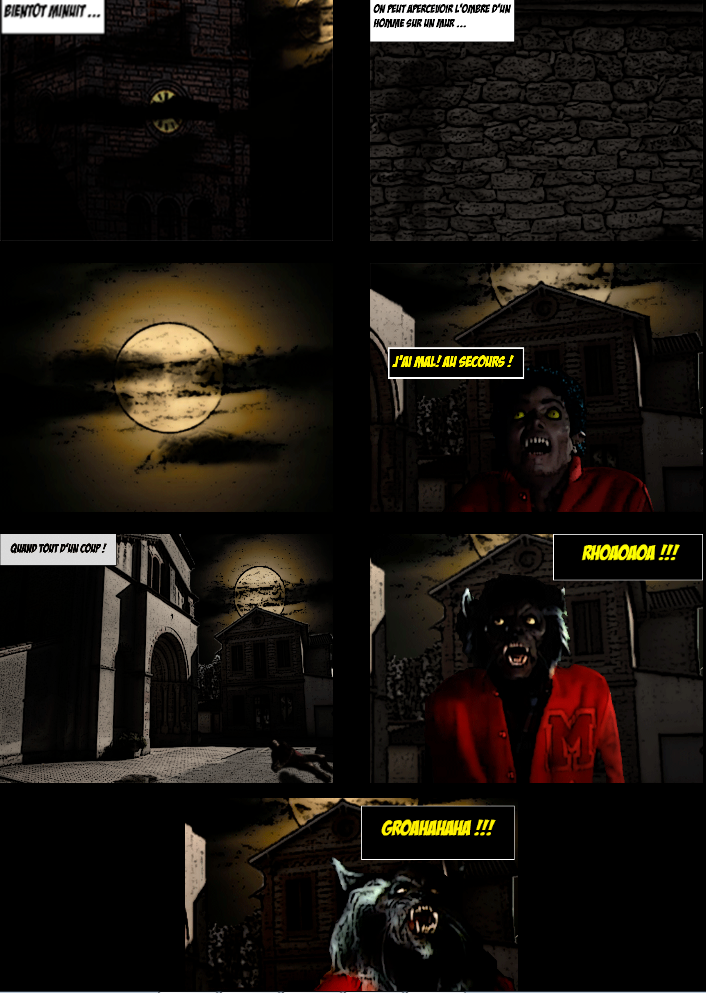 BIENTÔT MINUIT ...
ON PEUT APERCEVOIR L'OMBRE D'UN
HOMME SUR UN MUR ...
J'AI MAL! AU SECOURS !
QUAND TOUT D'UN COUP !
RHOAOAOA !!!
M
GROAHAHAHA !!!